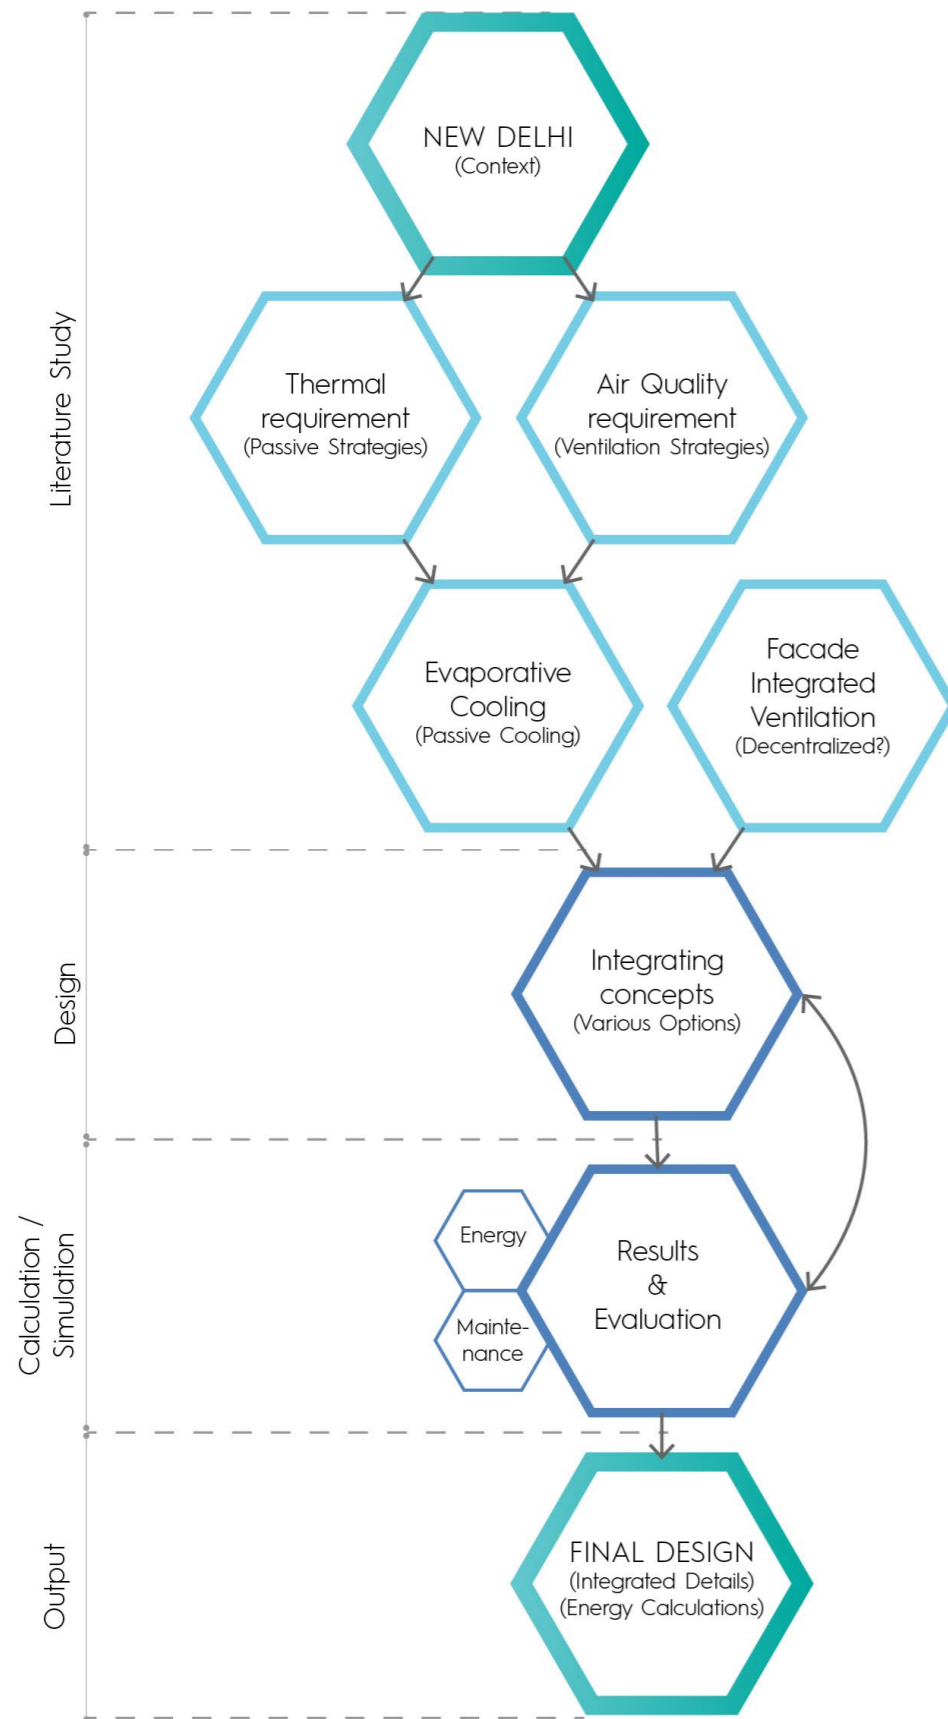 NEW DELHI
(Context)
Literature Study
Thermal
requirement
(Passive Strategies)
Air Quality
requirement
(Ventilation Strategies)
Evaporative
Cooling
(Passive Cooling)
Facade
Integrated
Ventilation
(Decentralized?)
Design
Integrating
concepts
(Various Options)
Calculation /
Simulation
Energy
Mainte-
nance
Results
&
Evaluation
Output
FINAL DESIGN
(Integrated Details)
(Energy Calculations)